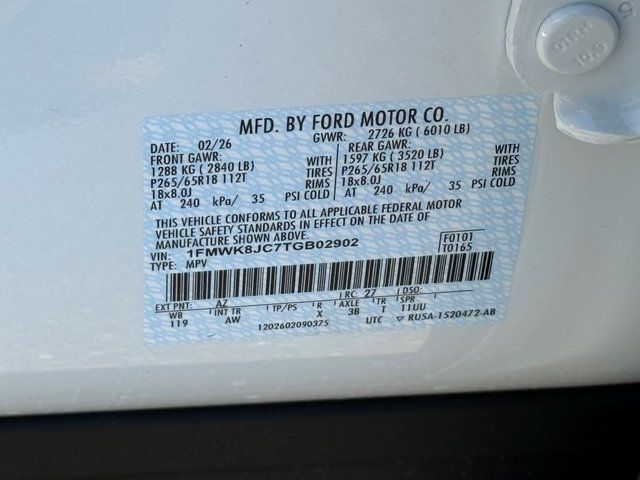 MFD. BY FORD MOTOR CO.
DATE: 02/26 GVWR: 2726 KG ( 6010 LB)
FRONT GAWR: REAR GAWR:
1288 KG ( 2840 LB) WITH 1597 KG ( 3520 LB) WITH
P265/65R18 112T TIRES P265/65R18 112T TIRES
18x8.0J RIMS 18x8.0J RIMS
AT 240 kPa/ 35 PSI COLD AT 240 kPa/ 35 PSI COLD
THIS VEHICLE CONFORMS TO ALL APPLICABLE FEDERAL MOTOR
VEHICLE SAFETY STANDARDS IN EFFECT ON THE DATE OF
MANUFACTURE SHOWN ABOVE.
VIN: 1FMWK8JC7TGB02902 F0101
TYPE: MPV T0165
EXT PNT: AZ RC: 27 DSO:
WB INT TR TP/PS R AXLE TR SPR
119 AW X 3B T 11UU
1202602090375 UTC ▽ RU5A-1520472-AB
10.9
5